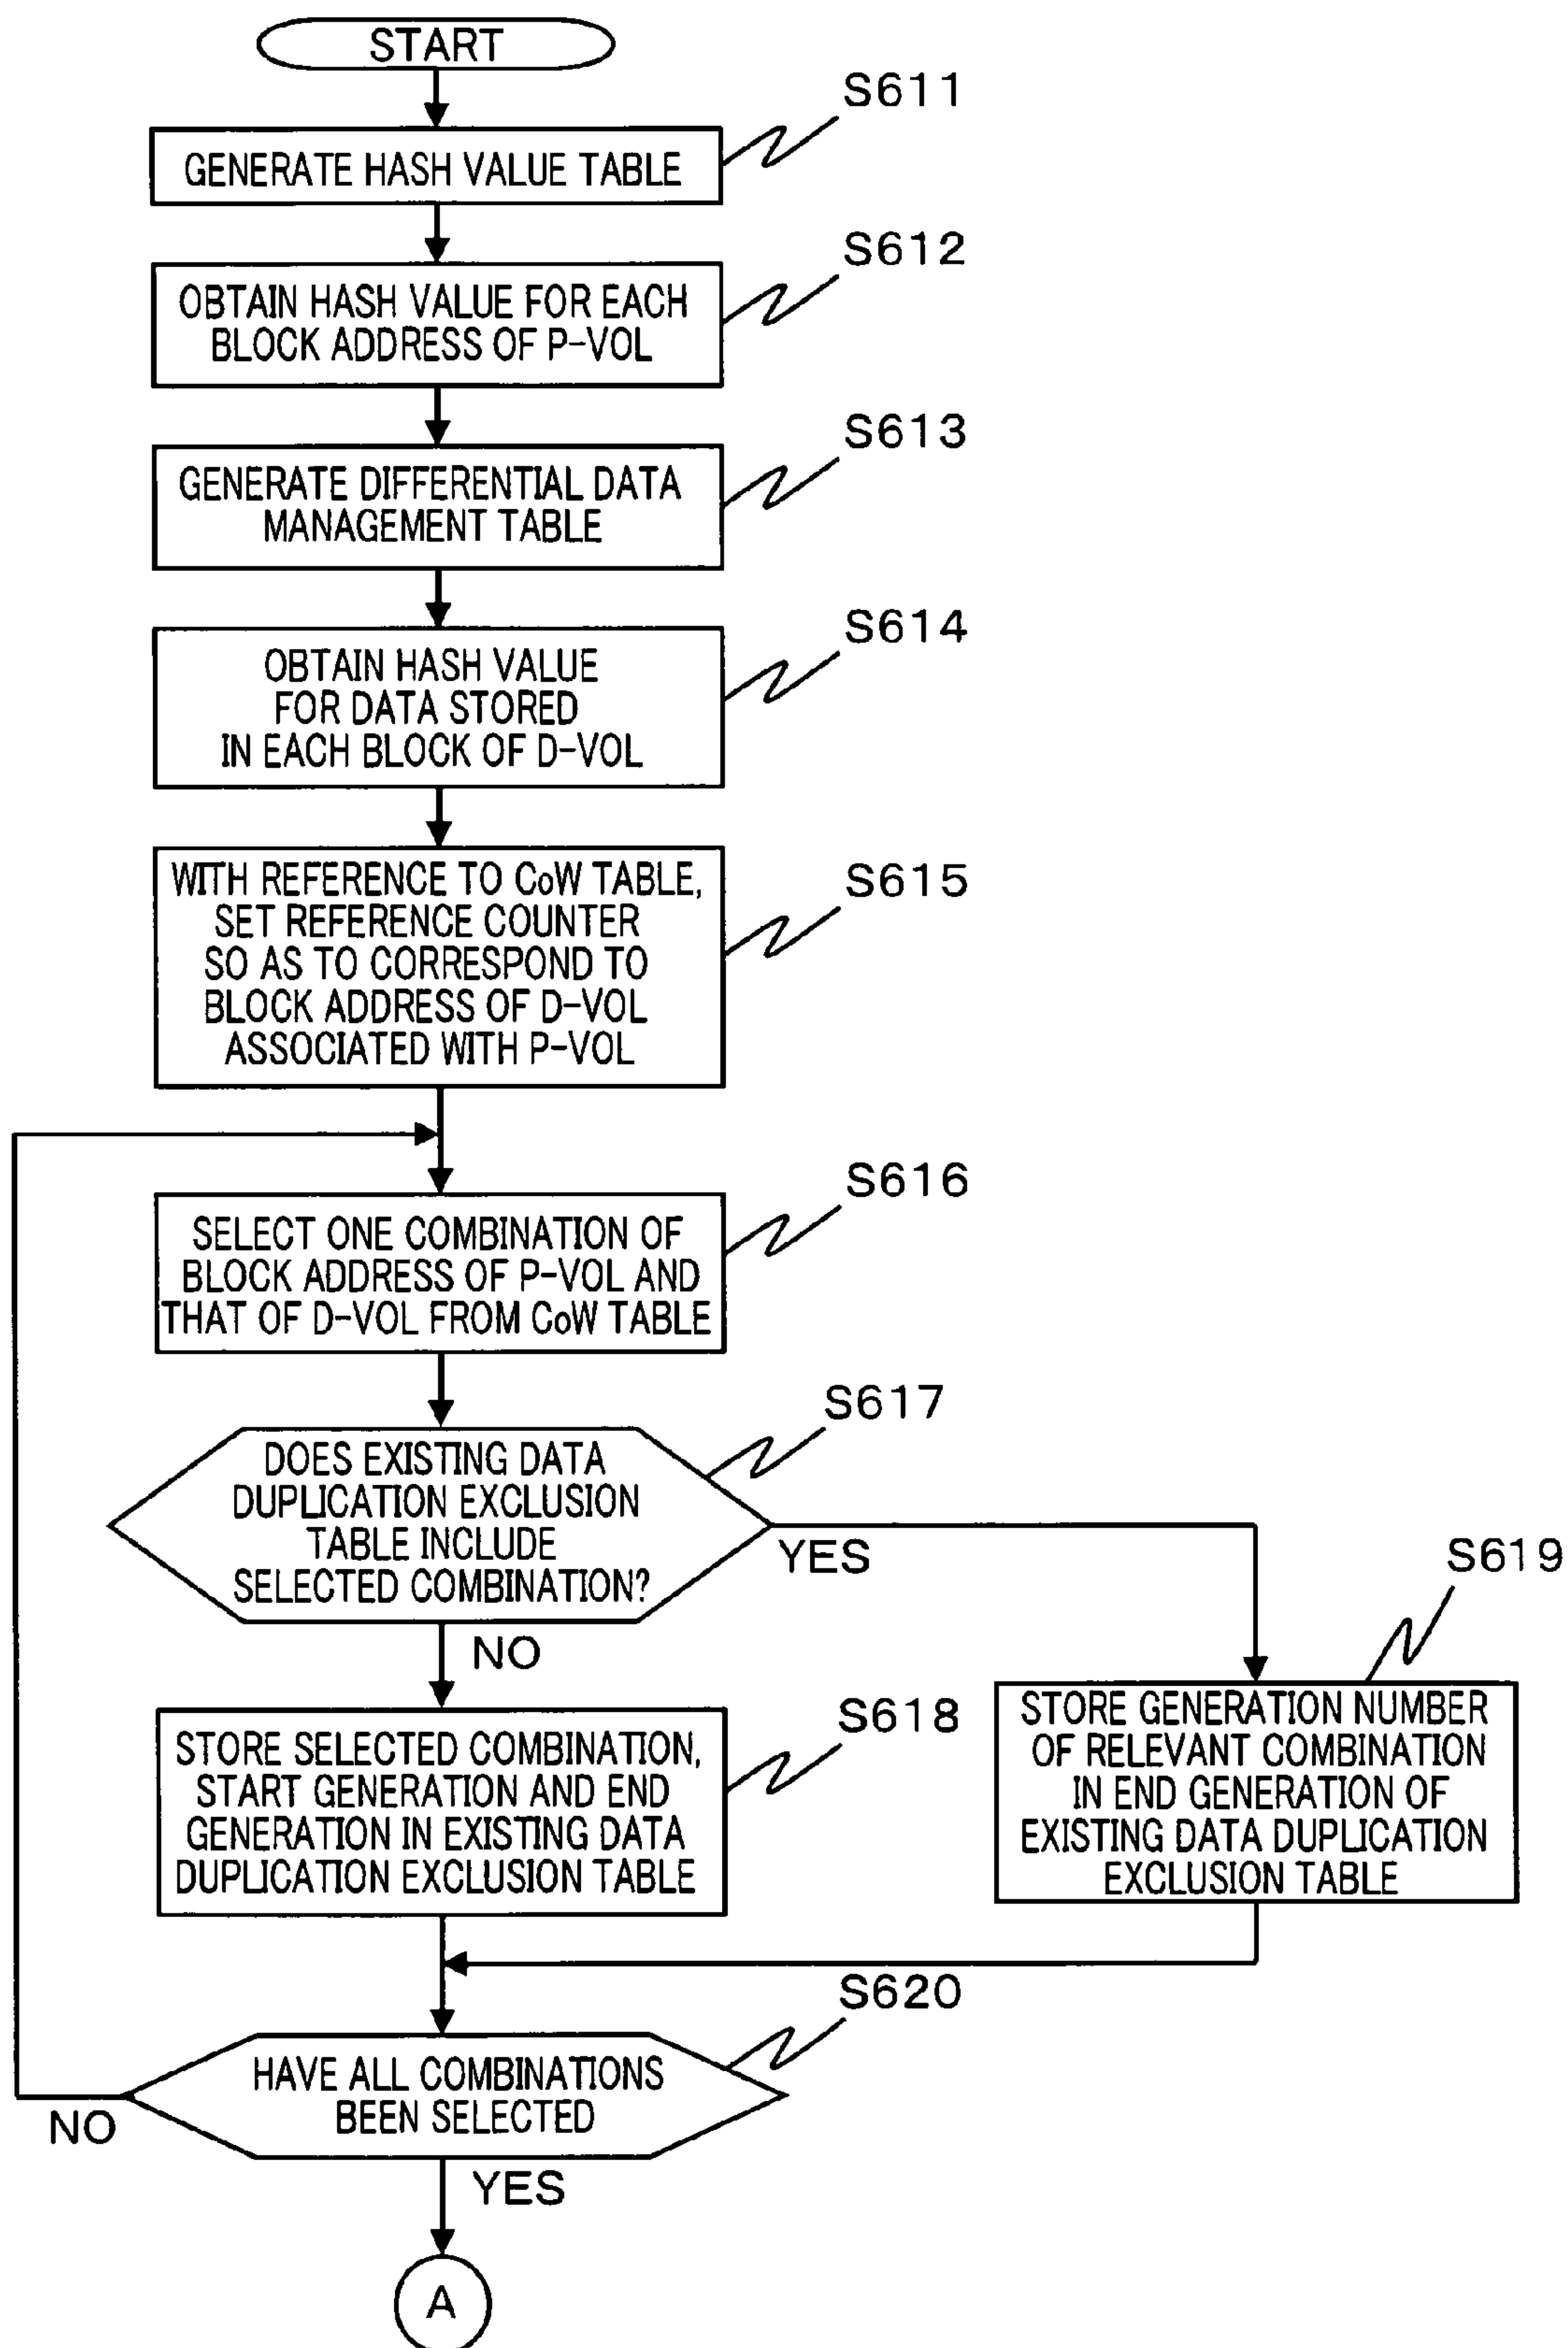 START
S611
GENERATE HASH VALUE TABLE
S612
OBTAIN HASH VALUE FOR EACH
BLOCK ADDRESS OF P-VOL
S613
GENERATE DIFFERENTIAL DATA
MANAGEMENT TABLE
S614
OBTAIN HASH VALUE
FOR DATA STORED
IN EACH BLOCK OF D-VOL
S615
WITH REFERENCE TO CoW TABLE,
SET REFERENCE COUNTER
SO AS TO CORRESPOND TO
BLOCK ADDRESS OF D-VOL
ASSOCIATED WITH P-VOL
S616
SELECT ONE COMBINATION OF
BLOCK ADDRESS OF P-VOL AND
THAT OF D-VOL FROM CoW TABLE
S617
DOES EXISTING DATA
DUPLICATION EXCLUSION
TABLE INCLUDE
SELECTED COMBINATION?
YES
NO
S619
STORE GENERATION NUMBER
OF RELEVANT COMBINATION
IN END GENERATION OF
EXISTING DATA DUPLICATION
EXCLUSION TABLE
S618
STORE SELECTED COMBINATION,
START GENERATION AND END
GENERATION IN EXISTING DATA
DUPLICATION EXCLUSION TABLE
S620
HAVE ALL COMBINATIONS
BEEN SELECTED
NO
YES
A